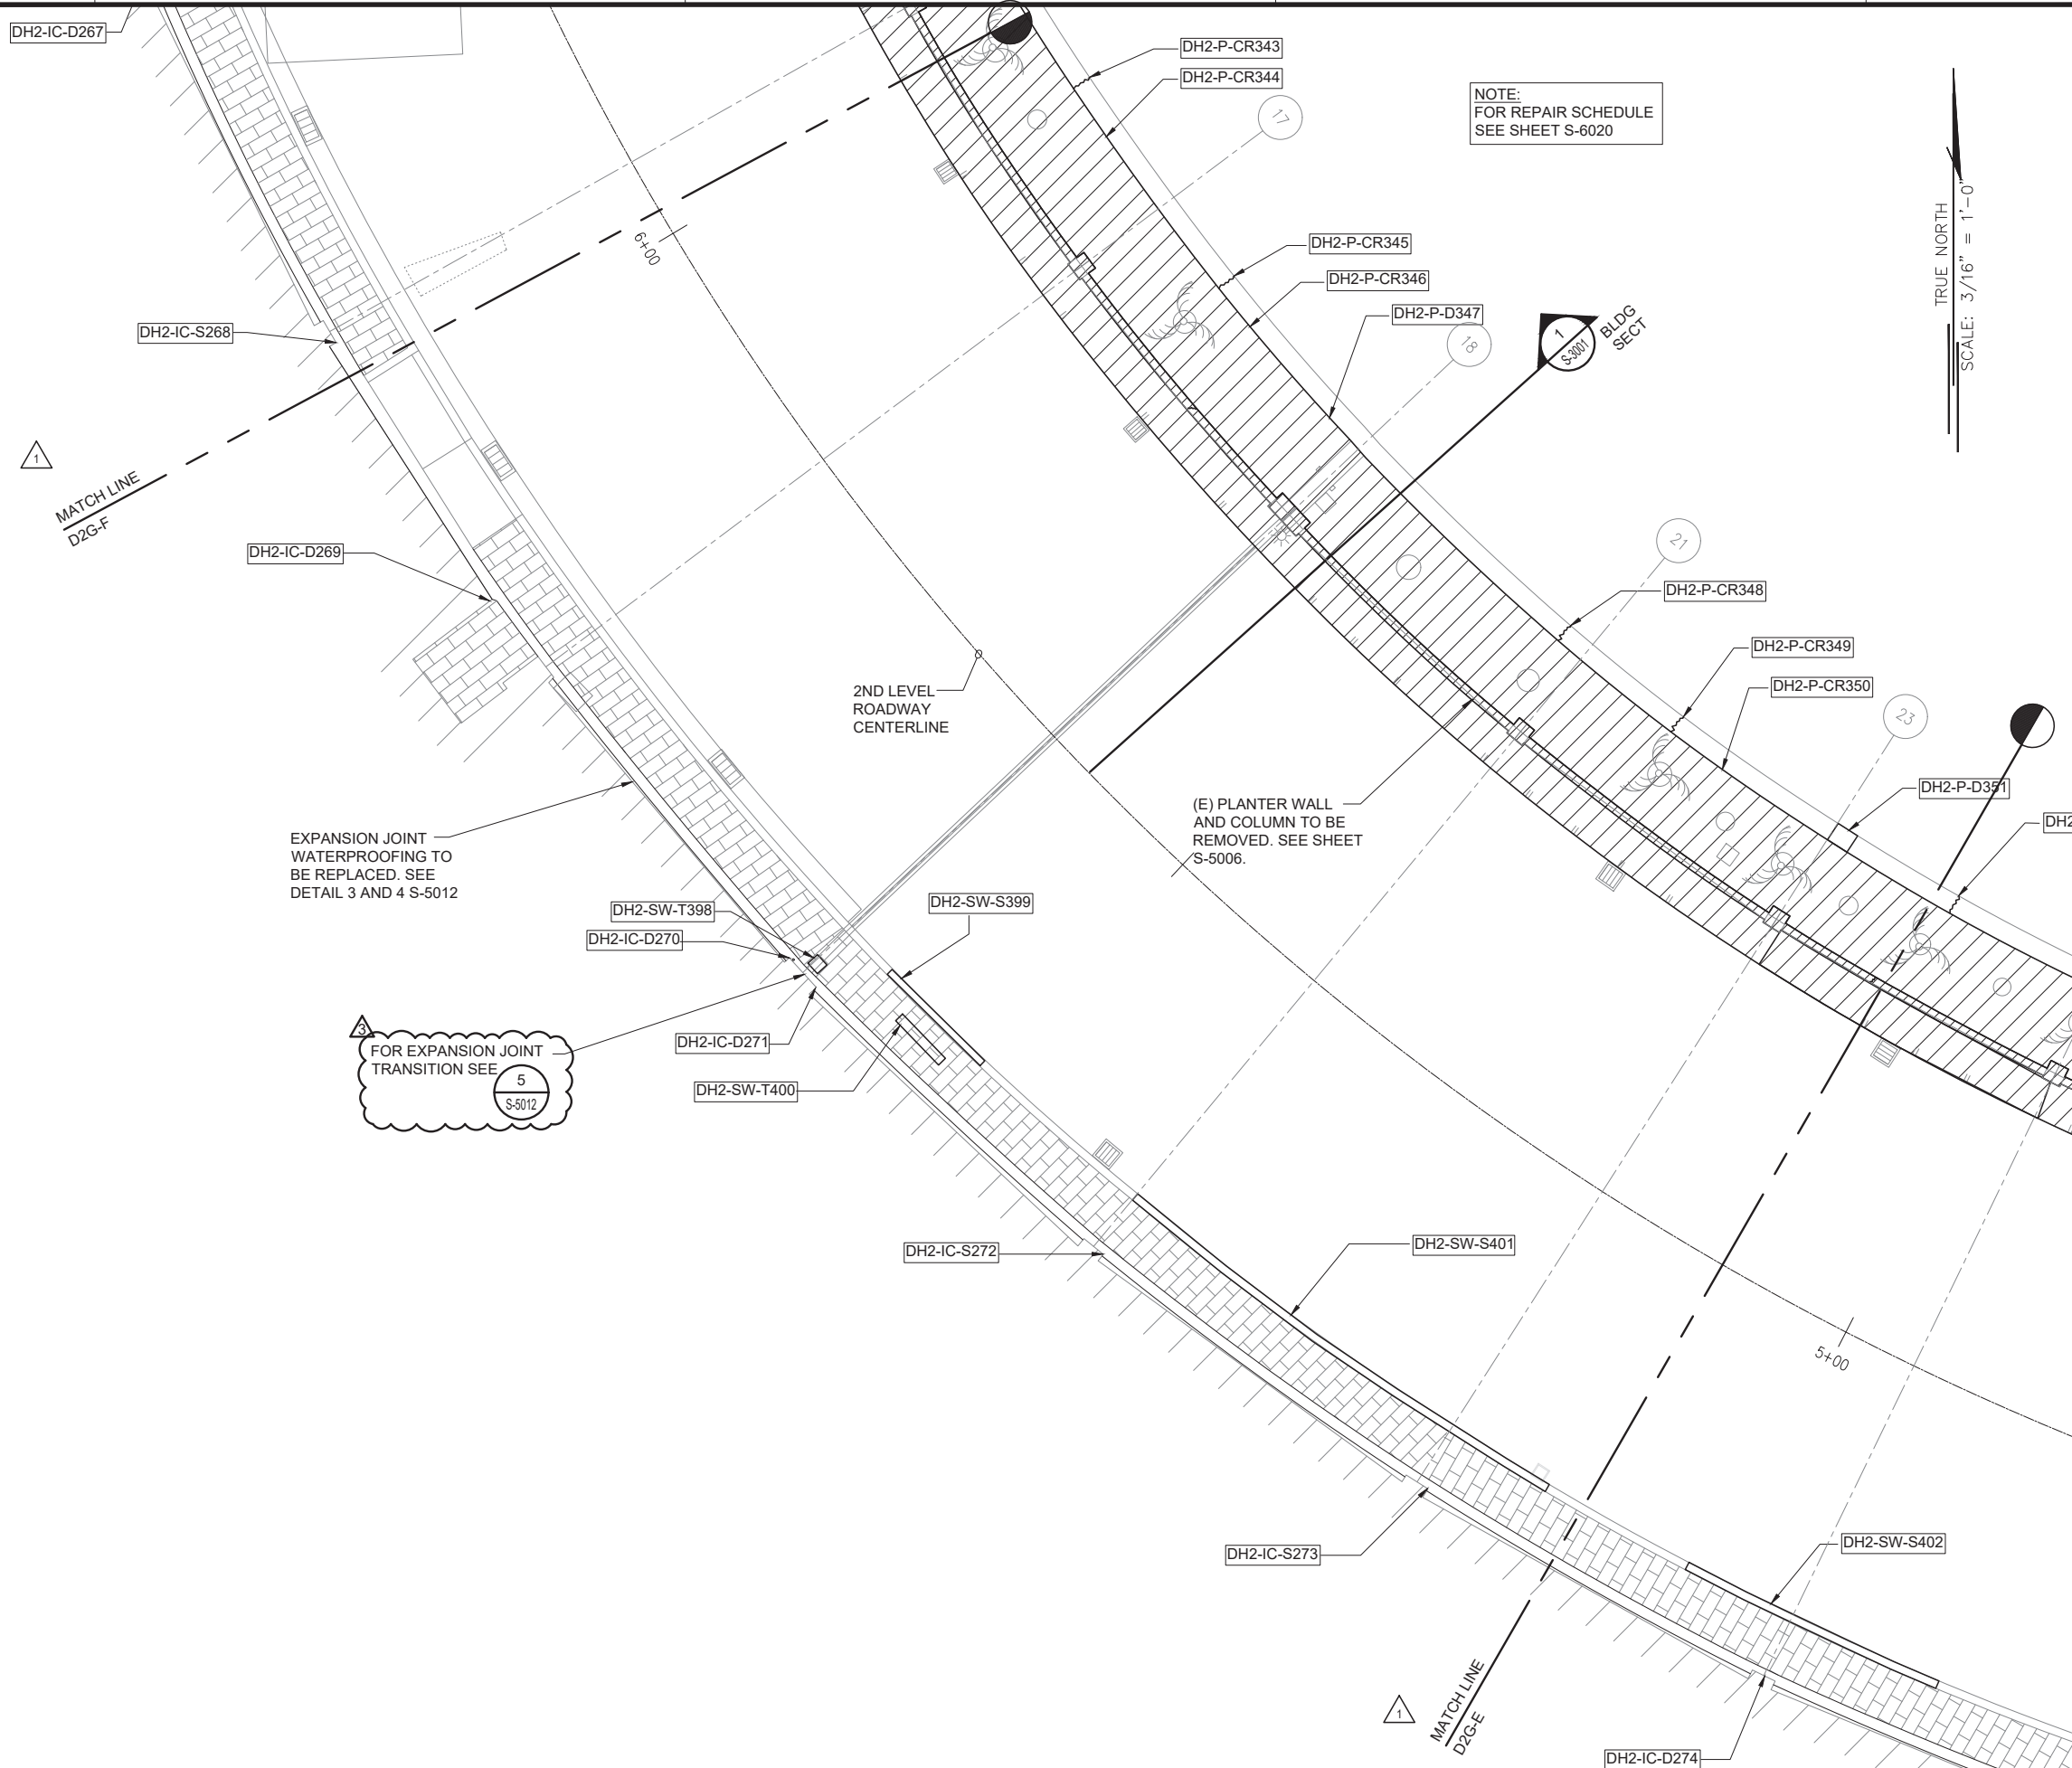 DH2-IC-D267
DH2-P-CR343
DH2-P-CR344
NOTE:
FOR REPAIR SCHEDULE
SEE SHEET S-6020
17
TRUE NORTH
SCALE: 3/16" = 1'-0"
6+00
DH2-P-CR345
DH2-P-CR346
DH2-P-D347
DH2-IC-S268
18
1
S-3001
BLDG
SECT
1
MATCH LINE
D2G-F
DH2-IC-D269
21
DH2-P-CR348
DH2-P-CR349
DH2-P-CR350
2ND LEVEL
ROADWAY
CENTERLINE
23
DH2-P-D351
DH2
(E) PLANTER WALL
AND COLUMN TO BE
REMOVED. SEE SHEET
S-5006.
EXPANSION JOINT
WATERPROOFING TO
BE REPLACED. SEE
DETAIL 3 AND 4 S-5012
DH2-SW-S399
DH2-SW-T398
DH2-IC-D270
3
FOR EXPANSION JOINT
TRANSITION SEE
5
S-5012
DH2-IC-D271
DH2-SW-T400
DH2-IC-S272
DH2-SW-S401
5+00
DH2-IC-S273
DH2-SW-S402
1
MATCH LINE
D2G-E
DH2-IC-D274